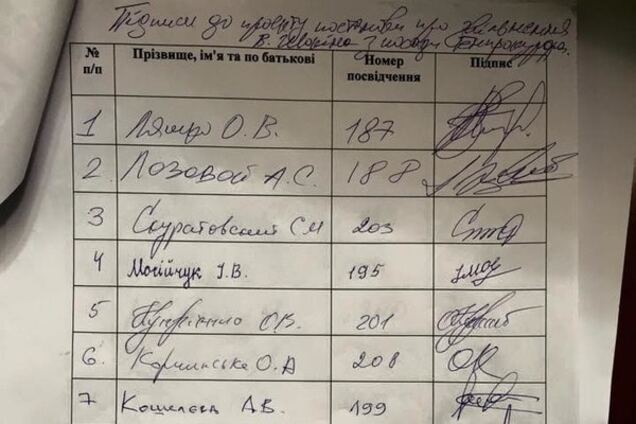 Підписи до проекту постанови про звільнення
В. Шокіна з посади Генпрокурора.
№ п/п Прізвище, ім'я та по батькові Номер посвідчення Підпис
1 Ляшко О.В. 187
2. Лозовой А.С. 188
3 Скуратовский СМ 203
4 Мосійчук І.В. 195
5 Купрієнко О.В. 201
6. Корчинська О.А 208
7 Кошелєва А.В. 199